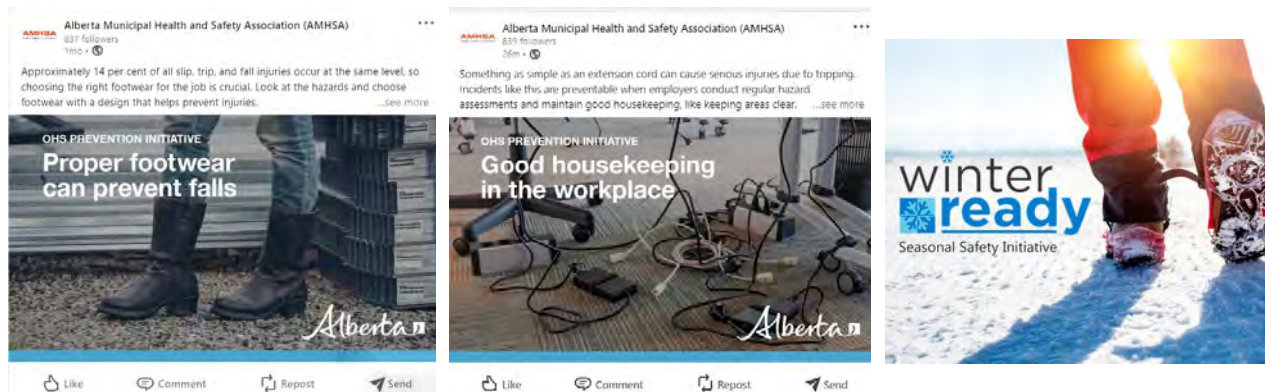 Alberta Municipal Health and Safety Association (AMHSA)
AMHSA
837 followers
1mo
Approximately 14 per cent of all slip, trip, and fall injuries occur at the same level, so
choosing the right footwear for the job is crucial. Look at the hazards and choose
footwear with a design that helps prevent injuries.
...see more
OHS PREVENTION INITIATIVE
Proper footwear
can prevent falls
Alberta
Like
Comment
Repost
Send
Alberta Municipal Health and Safety Association (AMHSA)
AMHSA
839 followers
26m
Something as simple as an extension cord can cause serious injuries due to tripping.
Incidents like this are preventable when employers conduct regular hazard
assessments and maintain good housekeeping, like keeping areas clear.
...see more
OHS PREVENTION INITIATIVE
Good housekeeping
in the workplace
Alberta
Like
Comment
Repost
Send
winter
ready
Seasonal Safety Initiative